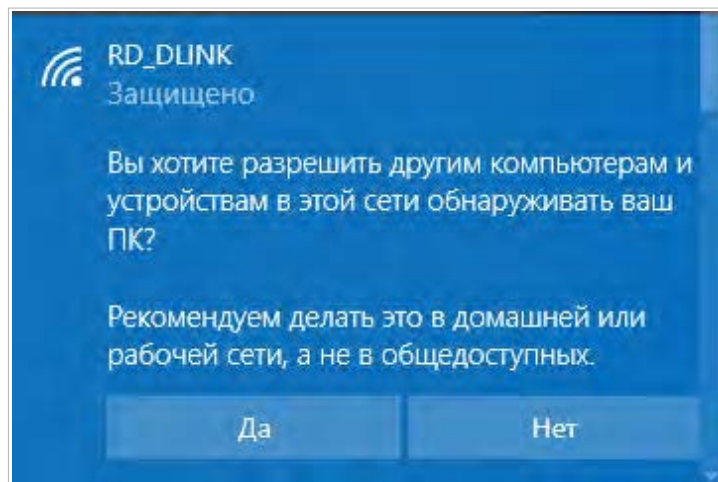 RD_DLINK
Защищено
Вы хотите разрешить другим компьютерам и
устройствам в этой сети обнаруживать ваш
ПК?
Рекомендуем делать это в домашней или
рабочей сети, а не в общедоступных.
Да
Нет